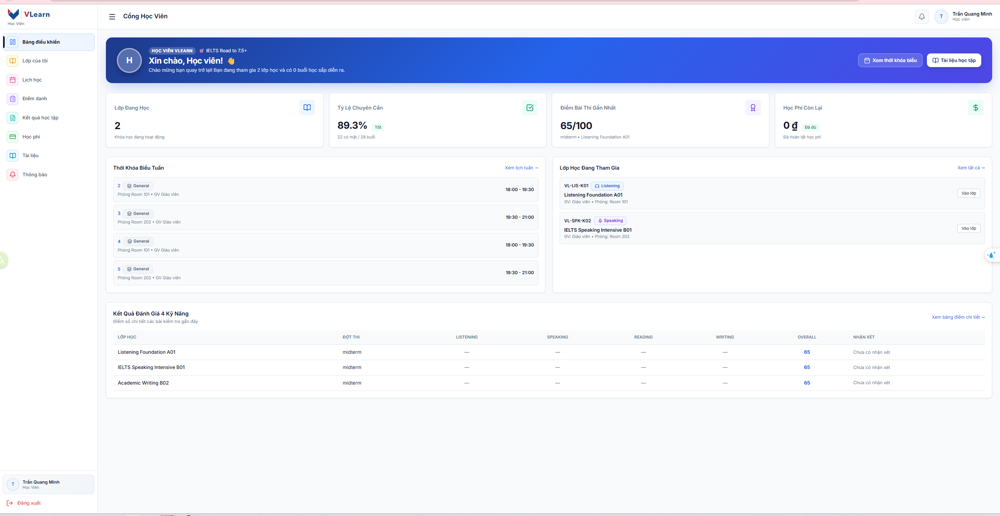 VLearn
Học Viên
Bảng điều khiển
Lớp của tôi
Lịch học
Điểm danh
Kết quả học tập
Học phí
Tài liệu
Thông báo
Trần Quang Minh
Học Viên
Đăng xuất
Cổng Học Viên
T
Trần Quang Minh
Học viên
H
HỌC VIÊN VLEARN 🎯 IELTS Road to 7.5+
Xin chào, Học viên! 👋
Chào mừng bạn quay trở lại! Bạn đang tham gia 2 lớp học và có 0 buổi học sắp diễn ra.
Xem thời khóa biểu
Tài liệu học tập
Lớp Đang Học
2
Khóa học đang hoạt động
Tỷ Lệ Chuyên Cần
89.3% Tốt
22 có mặt / 28 buổi
Điểm Bài Thi Gần Nhất
65/100
midterm • Listening Foundation A01
Học Phí Còn Lại
0 ₫ Đã đủ
Đã hoàn tất học phí
Thời Khóa Biểu Tuần
Xem lịch tuần →
2 General
Phòng Room 101 • GV Giáo viên
18:00 - 19:30
3 General
Phòng Room 202 • GV Giáo viên
19:30 - 21:00
4 General
Phòng Room 101 • GV Giáo viên
18:00 - 19:30
5 General
Phòng Room 202 • GV Giáo viên
19:30 - 21:00
Lớp Học Đang Tham Gia
Xem tất cả →
VL-LIS-K01 Listening
Listening Foundation A01
GV: Giáo viên • Phòng: Room 101
Vào lớp
VL-SPK-K02 Speaking
IELTS Speaking Intensive B01
GV: Giáo viên • Phòng: Room 202
Vào lớp
Kết Quả Đánh Giá 4 Kỹ Năng
Điểm số chi tiết các bài kiểm tra gần đây
Xem bảng điểm chi tiết →
LỚP HỌC ĐỢT THI LISTENING SPEAKING READING WRITING OVERALL NHẬN XÉT
Listening Foundation A01 midterm — — — — 65 Chưa có nhận xét
IELTS Speaking Intensive B01 midterm — — — — 65 Chưa có nhận xét
Academic Writing B02 midterm — — — — 65 Chưa có nhận xét
T